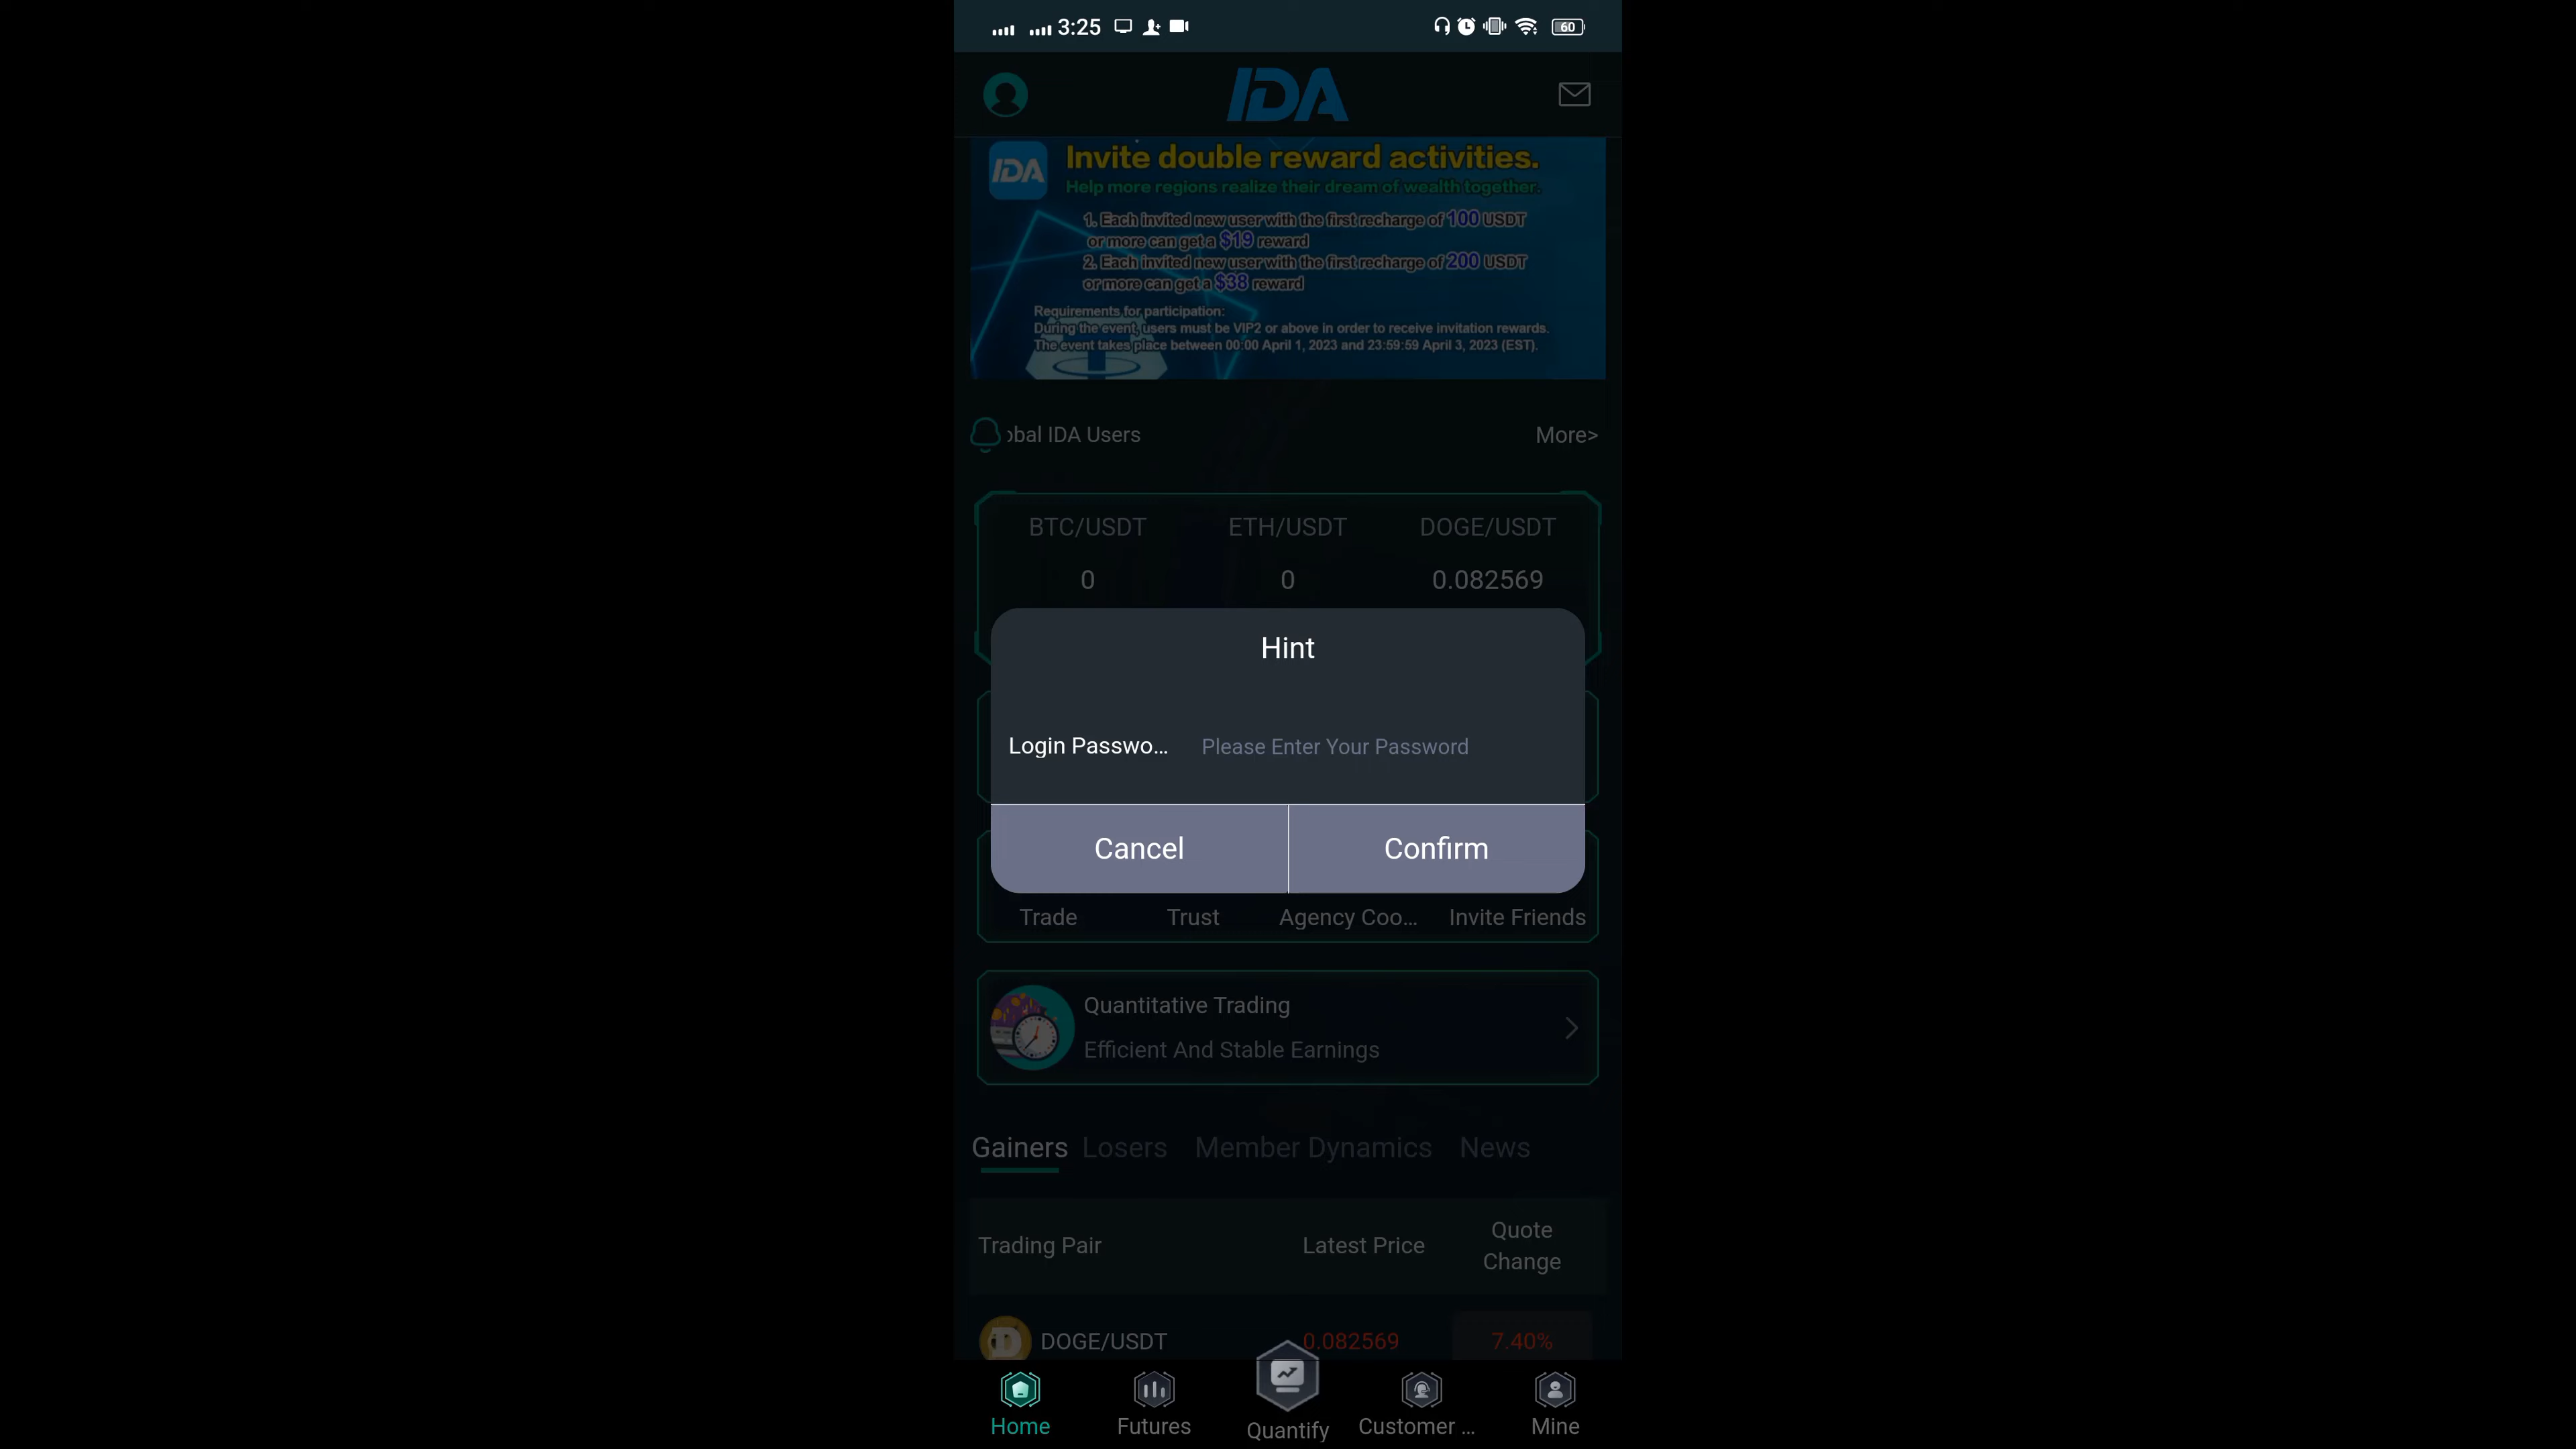 3:25
60
IDA
IDA
Invite double reward activities.
Help more regions realize their dream of wealth together.
1. Each invited new user with the first recharge of 100 USDT
or more can get a $19 reward
2. Each invited new user with the first recharge of 200 USDT
or more can get a $38 reward
Requirements for participation:
During the event, users must be VIP2 or above in order to receive invitation rewards.
The event takes place between 00:00 April 1, 2023 and 23:59:59 April 3, 2023 (EST).
obal IDA Users
More>
BTC/USDT ETH/USDT DOGE/USDT
0 0 0.082569
Hint
Login Passwo... Please Enter Your Password
Cancel Confirm
Trade Trust Agency Coo... Invite Friends
Quantitative Trading
Efficient And Stable Earnings
Gainers Losers Member Dynamics News
Trading Pair Latest Price Quote
Change
DOGE/USDT 0.082569 7.40%
Home Futures Quantify Customer ... Mine